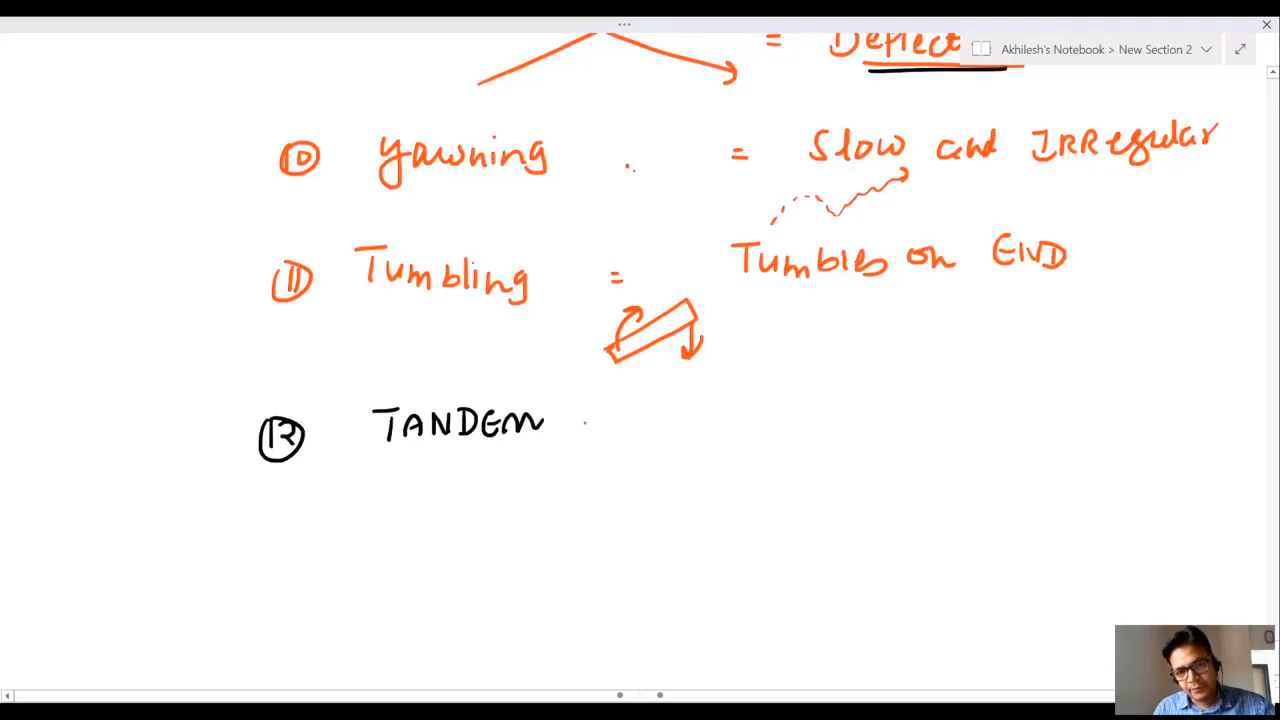 = Deflect
Akhilesh's Notebook > New Section 2
10 Yawning = Slow and IRRegular
11 Tumbling = Tumbles on END
12 TANDEM